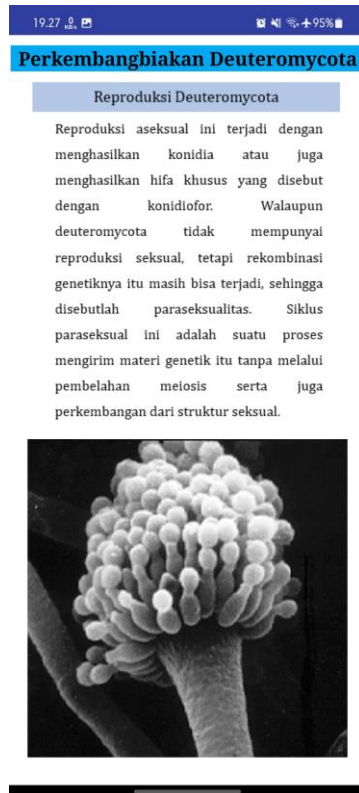 19.27 0 KB/s 95%
Perkembangbiakan Deuteromycota
Reproduksi Deuteromycota
Reproduksi aseksual ini terjadi dengan
menghasilkan konidia atau juga
menghasilkan hifa khusus yang disebut
dengan konidiofor. Walaupun
deuteromycota tidak mempunyai
reproduksi seksual, tetapi rekombinasi
genetiknya itu masih bisa terjadi, sehingga
disebutlah paraseksualitas. Siklus
paraseksual ini adalah suatu proses
mengirim materi genetik itu tanpa melalui
pembelahan meiosis serta juga
perkembangan dari struktur seksual.